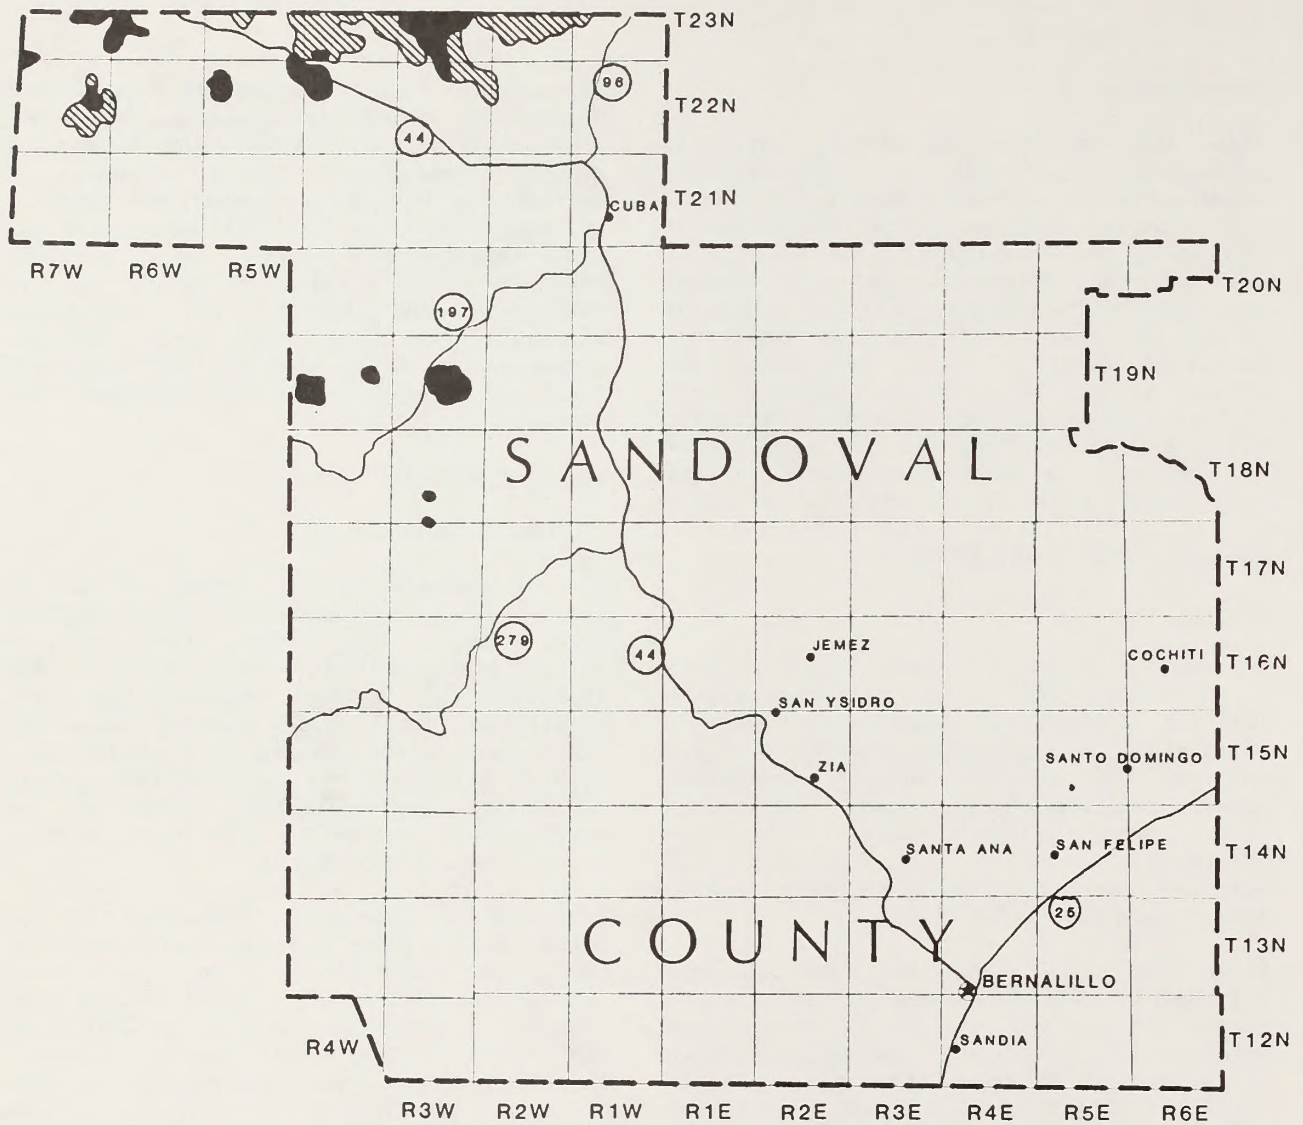 T23N
96
T22N
44
T21N
CUBA
R7W R6W R5W
T20N
197
T19N
SANDOVAL
T18N
T17N
279
44
JEMEZ
COCHITI
T16N
SAN YSIDRO
SANTO DOMINGO
T15N
ZIA
SANTA ANA
SAN FELIPE
T14N
25
COUNTY
T13N
BERNALILLO
R4W
SANDIA
T12N
R3W R2W R1W R1E R2E R3E R4E R5E R6E